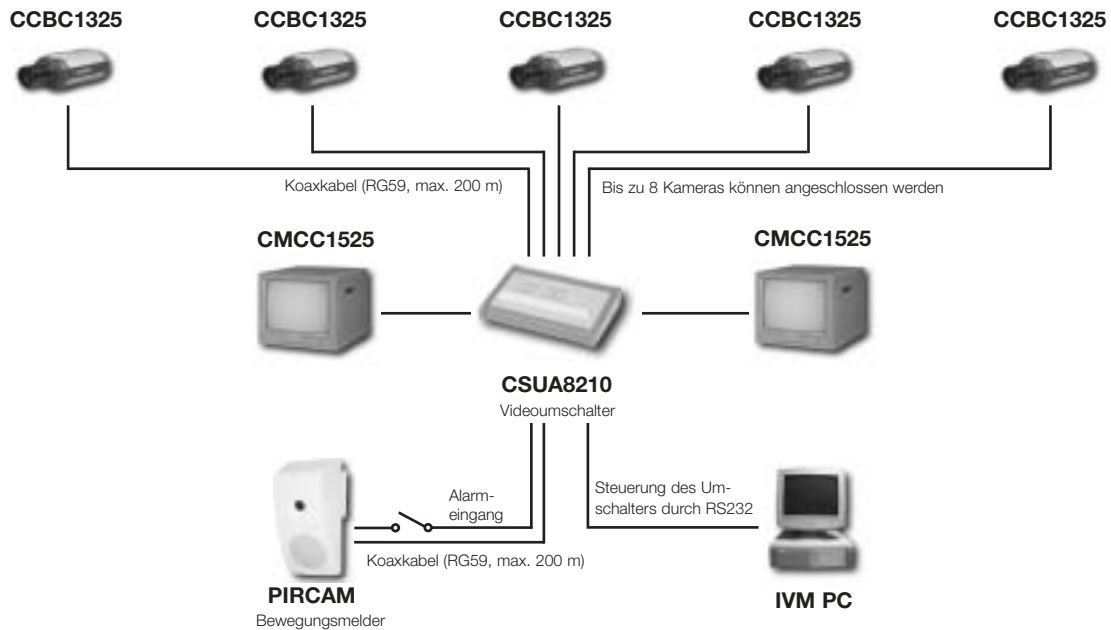 CCBC1325
CCBC1325
CCBC1325
CCBC1325
CCBC1325
Koaxkabel (RG59, max. 200 m)
Bis zu 8 Kameras können angeschlossen werden
CMCC1525
CMCC1525
CSUA8210
Videoumschalter
Alarm-
eingang
Steuerung des Um-
schalters durch RS232
Koaxkabel (RG59, max. 200 m)
PIRCAM
Bewegungsmelder
IVM PC